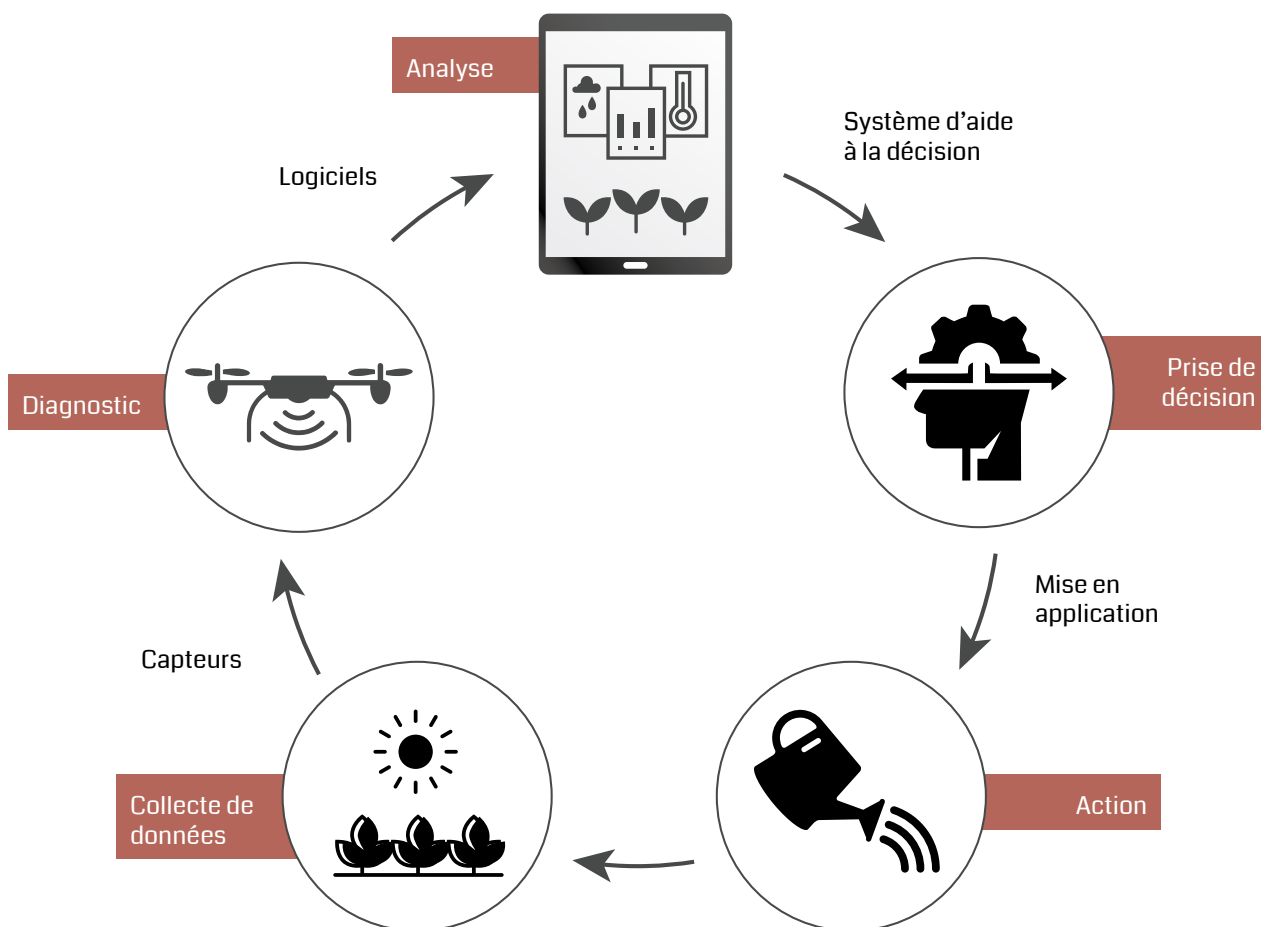 Analyse
Système d'aide
à la décision
Logiciels
Prise de
décision
Diagnostic
Mise en
application
Capteurs
Collecte de
données
Action